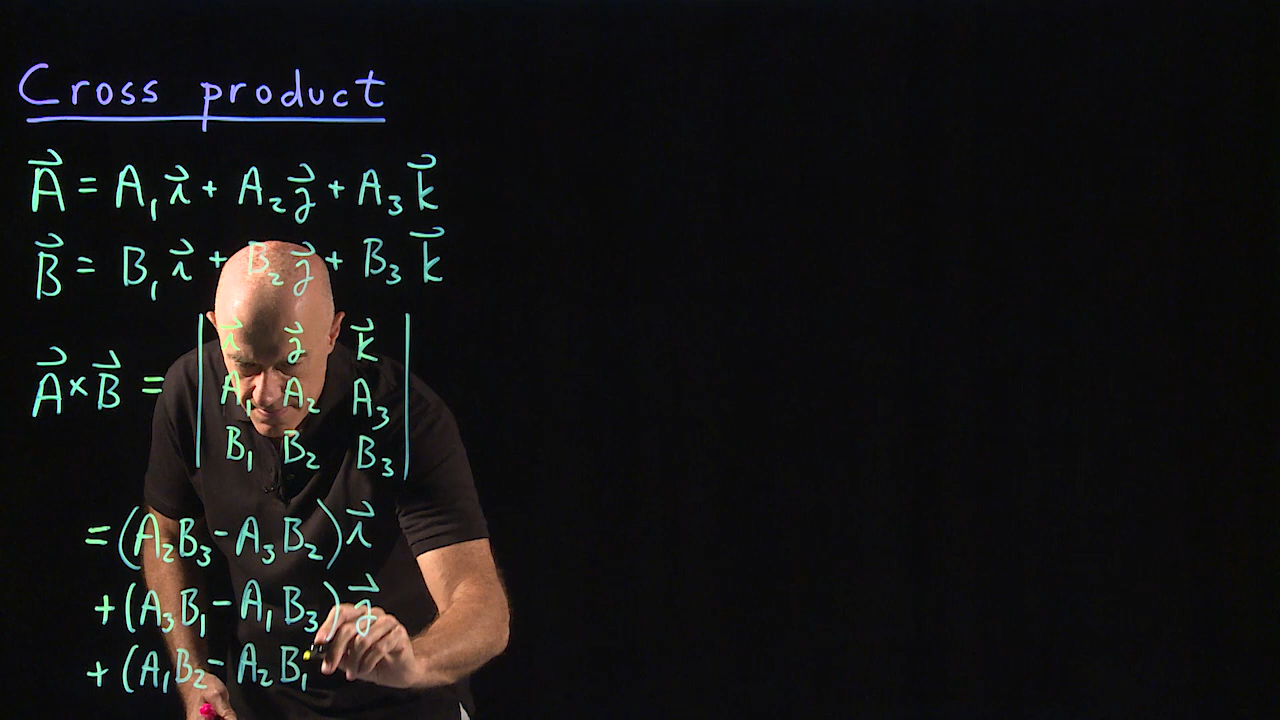 Cross product
A⃗ = A₁ i⃗ + A₂ j⃗ + A₃ k⃗
B⃗ = B₁ i⃗ + B₂ j⃗ + B₃ k⃗
A⃗ × B⃗ = | i⃗ j⃗ k⃗ |
| A₁ A₂ A₃ |
| B₁ B₂ B₃ |
= (A₂B₃ - A₃B₂) i⃗
+ (A₃B₁ - A₁B₃) j⃗
+ (A₁B₂ - A₂B₁